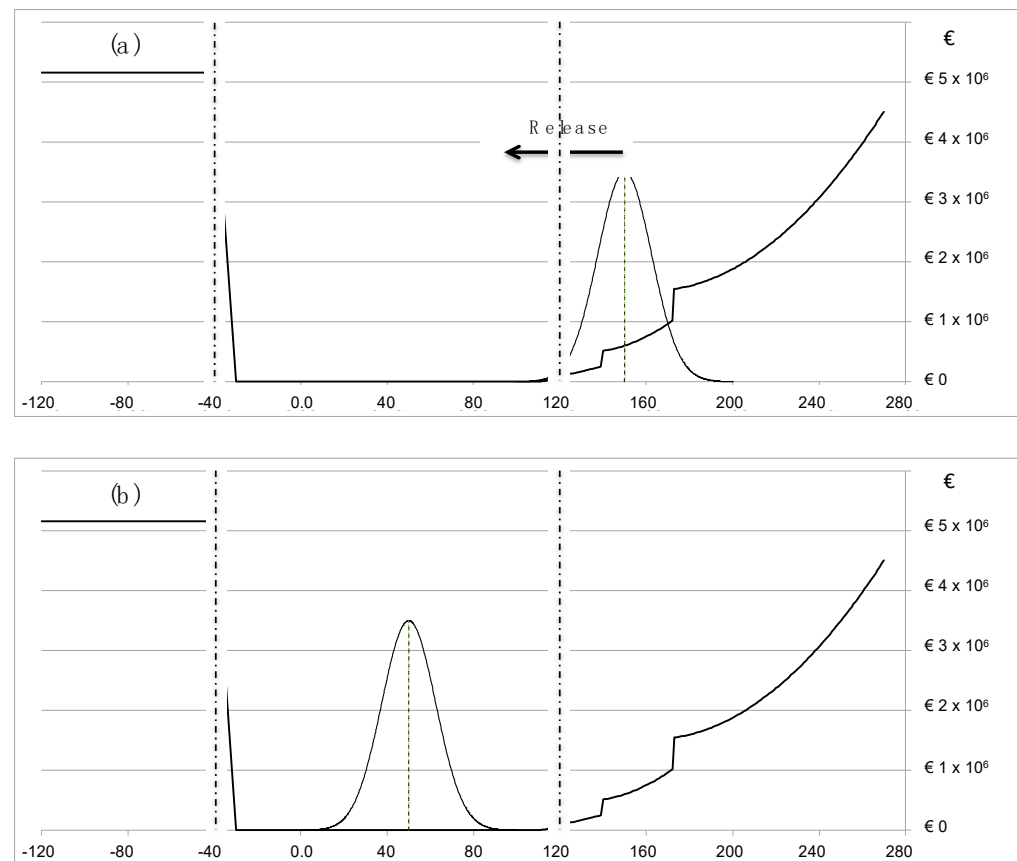 (a)
€
€ 5 x 10⁶
Release
€ 4 x 10⁶
€ 3 x 10⁶
€ 2 x 10⁶
€ 1 x 10⁶
€ 0
-120 -80 -40 0.0 40 80 120 160 200 240 280
(b)
€
€ 5 x 10⁶
€ 4 x 10⁶
€ 3 x 10⁶
€ 2 x 10⁶
€ 1 x 10⁶
€ 0
-120 -80 -40 0.0 40 80 120 160 200 240 280